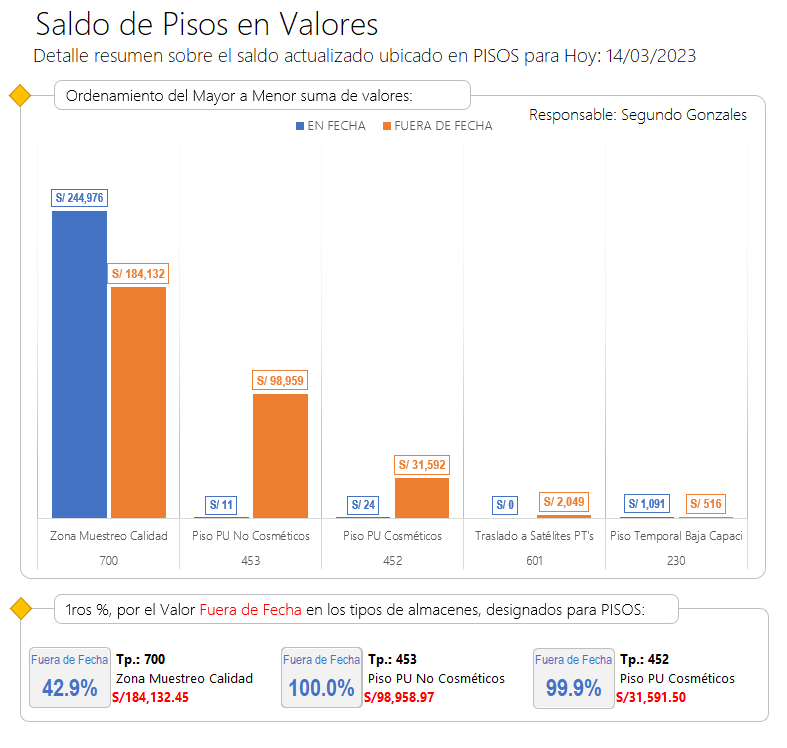 Saldo de Pisos en Valores
Detalle resumen sobre el saldo actualizado ubicado en PISOS para Hoy: 14/03/2023
Ordenamiento del Mayor a Menor suma de valores:
Responsable: Segundo Gonzales
EN FECHA FUERA DE FECHA
S/ 244,976
S/ 184,132
S/ 11
S/ 98,959
S/ 24
S/ 31,592
S/ 0
S/ 2,049
S/ 1,091
S/ 516
Zona Muestreo Calidad Piso PU No Cosméticos Piso PU Cosméticos Traslado a Satélites PT's Piso Temporal Baja Capaci
700 453 452 601 230
1ros %, por el Valor Fuera de Fecha en los tipos de almacenes, designados para PISOS:
Fuera de Fecha
42.9%
Tp.: 700
Zona Muestreo Calidad
S/184,132.45
Fuera de Fecha
100.0%
Tp.: 453
Piso PU No Cosméticos
S/98,958.97
Fuera de Fecha
99.9%
Tp.: 452
Piso PU Cosméticos
S/31,591.50